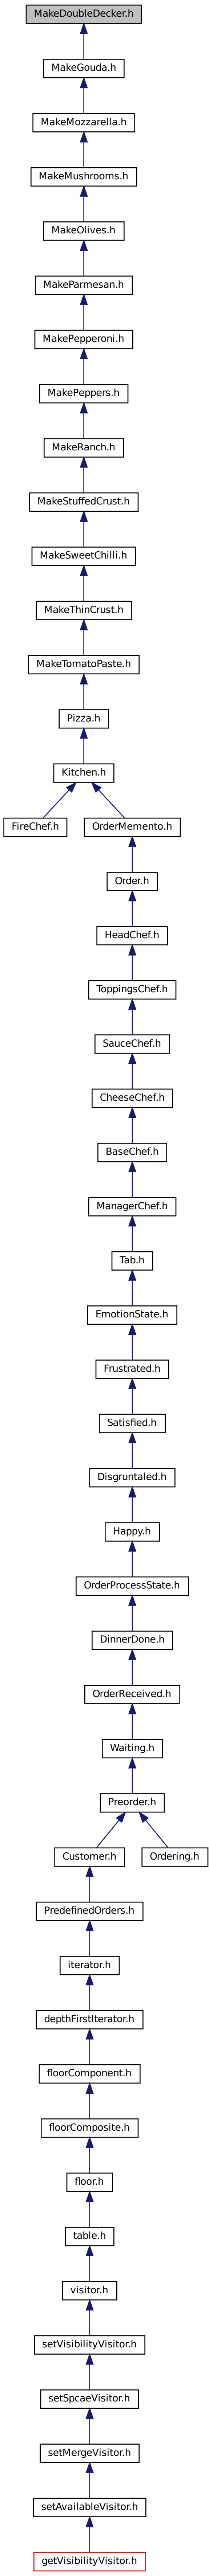 MakeDoubleDecker.h
MakeGouda.h
MakeMozzarella.h
MakeMushrooms.h
MakeOlives.h
MakeParmesan.h
MakePepperoni.h
MakePeppers.h
MakeRanch.h
MakeStuffedCrust.h
MakeSweetChilli.h
MakeThinCrust.h
MakeTomatoPaste.h
Pizza.h
Kitchen.h
FireChef.h
OrderMemento.h
Order.h
HeadChef.h
ToppingsChef.h
SauceChef.h
CheeseChef.h
BaseChef.h
ManagerChef.h
Tab.h
EmotionState.h
Frustrated.h
Satisfied.h
Disgruntaled.h
Happy.h
OrderProcessState.h
DinnerDone.h
OrderReceived.h
Waiting.h
Preorder.h
Customer.h
Ordering.h
PredefinedOrders.h
iterator.h
depthFirstIterator.h
floorComponent.h
floorComposite.h
floor.h
table.h
visitor.h
setVisibilityVisitor.h
setSpcaeVisitor.h
setMergeVisitor.h
setAvailableVisitor.h
getVisibilityVisitor.h